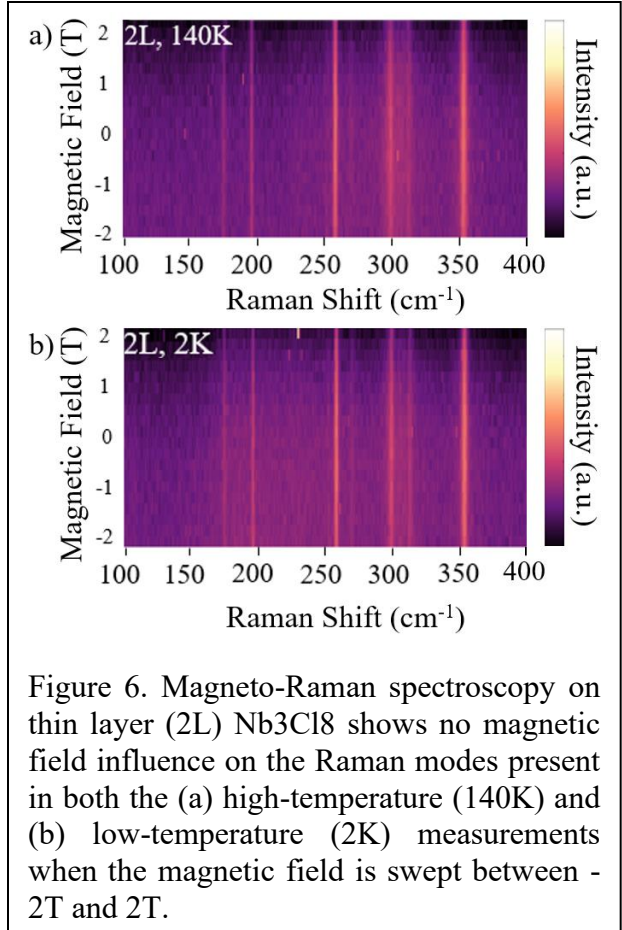 a)
2L, 140K
Magnetic Field (T)
2
1
0
-1
-2
100 150 200 250 300 350 400
Raman Shift (cm⁻¹)
Intensity (a.u.)
b)
2L, 2K
Magnetic Field (T)
2
1
0
-1
-2
100 150 200 250 300 350 400
Raman Shift (cm⁻¹)
Intensity (a.u.)
Figure 6. Magneto-Raman spectroscopy on
thin layer (2L) Nb3Cl8 shows no magnetic
field influence on the Raman modes present
in both the (a) high-temperature (140K) and
(b) low-temperature (2K) measurements
when the magnetic field is swept between -
2T and 2T.